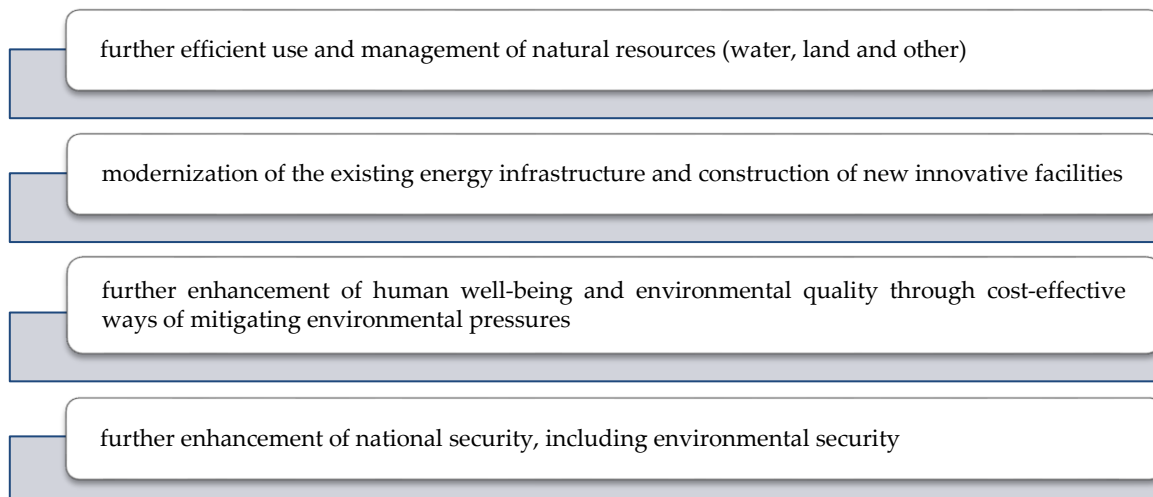 further efficient use and management of natural resources (water, land and other)
modernization of the existing energy infrastructure and construction of new innovative facilities
further enhancement of human well-being and environmental quality through cost-effective
ways of mitigating environmental pressures
further enhancement of national security, including environmental security